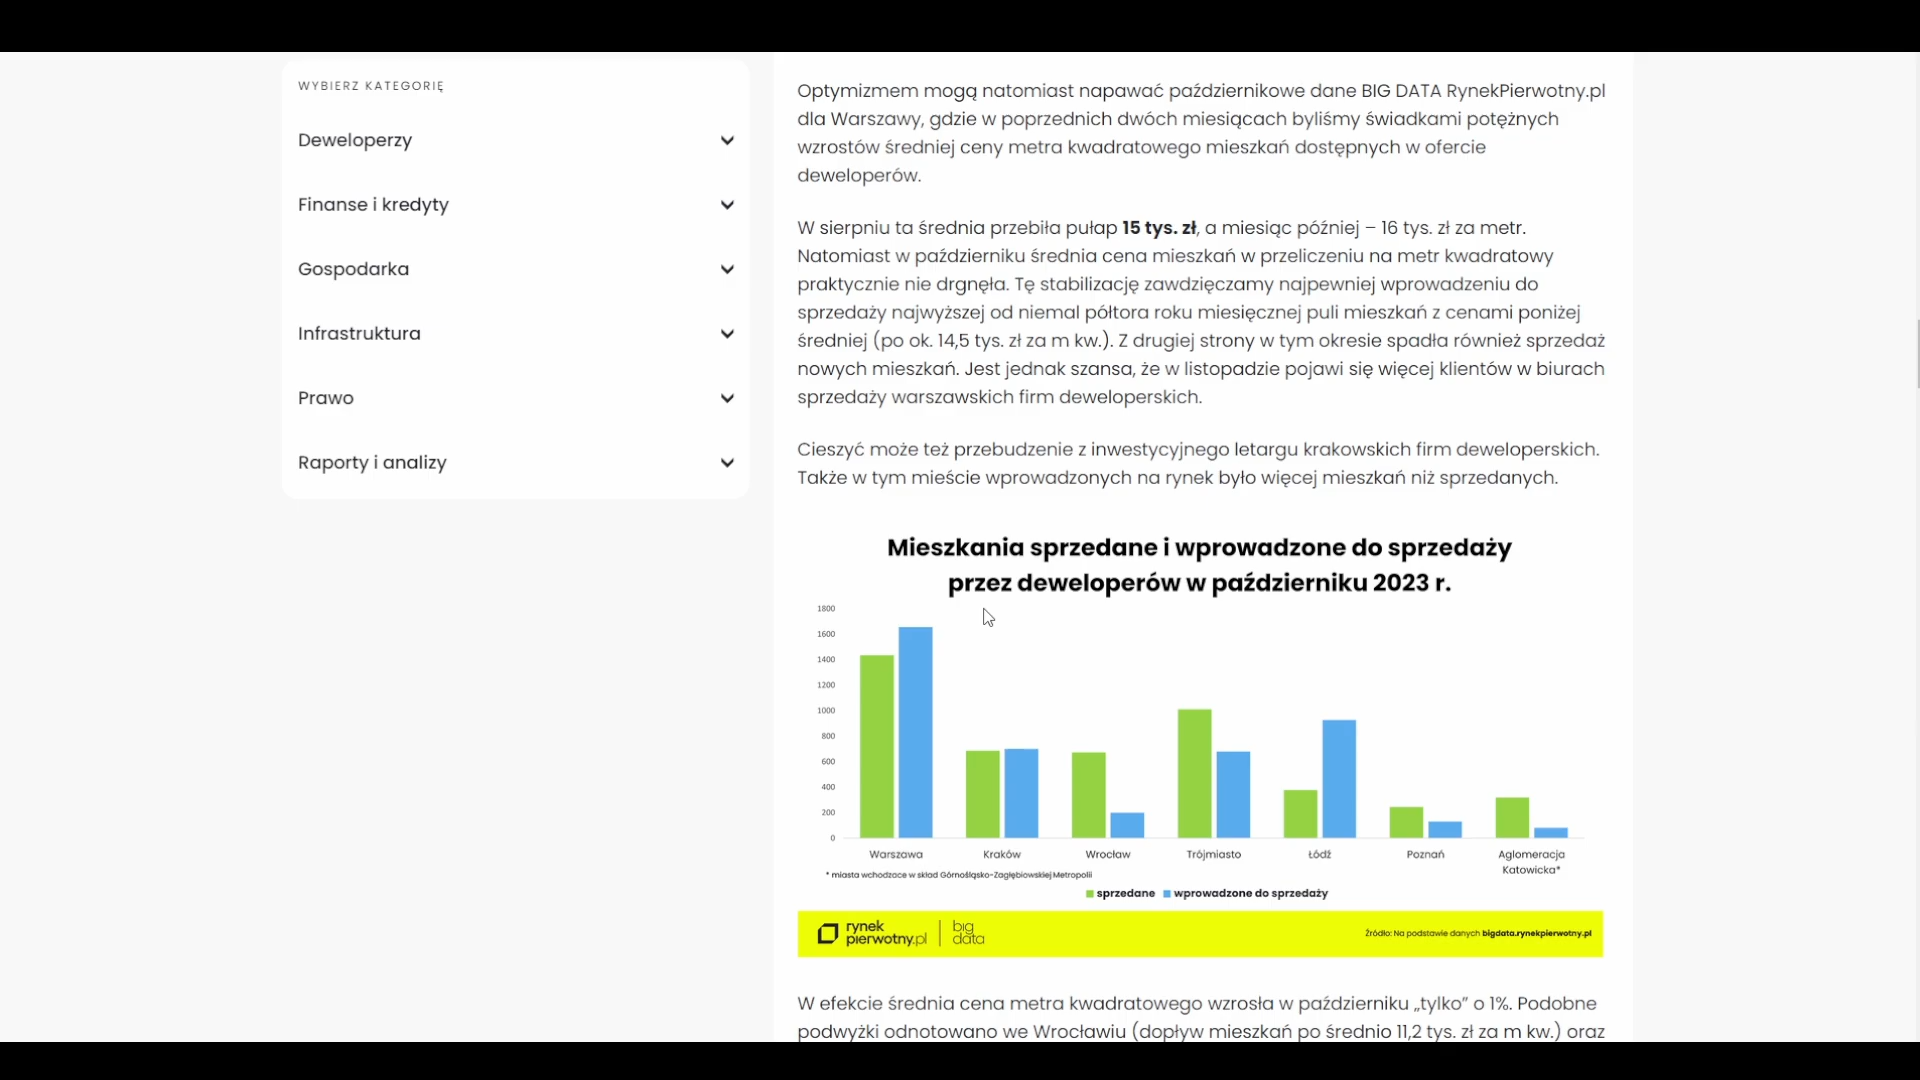 WYBIERZ KATEGORIĘ
Deweloperzy
Finanse i kredyty
Gospodarka
Infrastruktura
Prawo
Raporty i analizy
Optymizmem mogą natomiast napawać październikowe dane BIG DATA RynekPierwotny.pl
dla Warszawy, gdzie w poprzednich dwóch miesiącach byliśmy świadkami potężnych
wzrostów średniej ceny metra kwadratowego mieszkań dostępnych w ofercie
deweloperów.
W sierpniu ta średnia przebiła pułap 15 tys. zł, a miesiąc później – 16 tys. zł za metr.
Natomiast w październiku średnia cena mieszkań w przeliczeniu na metr kwadratowy
praktycznie nie drgnęła. Tę stabilizację zawdzięczamy najpewniej wprowadzeniu do
sprzedaży najwyższej od niemal półtora roku miesięcznej puli mieszkań z cenami poniżej
średniej (po ok. 14,5 tys. zł za m kw.). Z drugiej strony w tym okresie spadła również sprzedaż
nowych mieszkań. Jest jednak szansa, że w listopadzie pojawi się więcej klientów w biurach
sprzedaży warszawskich firm deweloperskich.
Cieszyć może też przebudzenie z inwestycyjnego letargu krakowskich firm deweloperskich.
Także w tym mieście wprowadzonych na rynek było więcej mieszkań niż sprzedanych.
Mieszkania sprzedane i wprowadzone do sprzedaży
przez deweloperów w październiku 2023 r.
1800
1600
1400
1200
1000
800
600
400
200
0
Warszawa Kraków Wrocław Trójmiasto Łódź Poznań Aglomeracja
Katowicka*
* miasta wchodzące w skład Górnośląsko-Zagłębiowskiej Metropolii
sprzedane wprowadzone do sprzedaży
rynek
pierwotny.pl
big
data
Źródło: Na podstawie danych bigdata.rynekpierwotny.pl
W efekcie średnia cena metra kwadratowego wzrosła w październiku „tylko” o 1%. Podobne
podwyżki odnotowano we Wrocławiu (dopływ mieszkań po średnio 11,2 tys. zł za m kw.) oraz